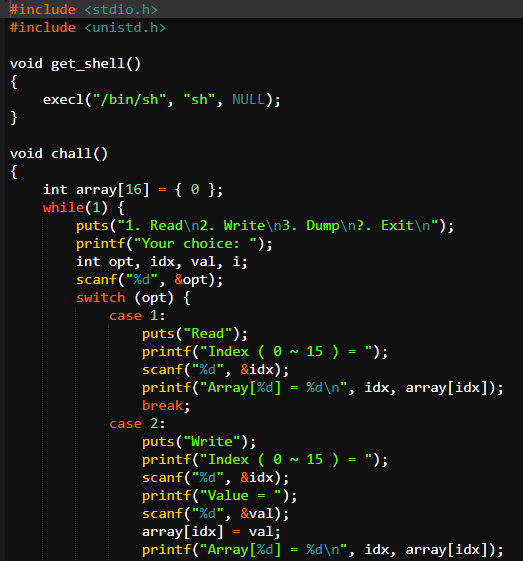 #include <stdio.h>
#include <unistd.h>
void get_shell()
{
execl("/bin/sh", "sh", NULL);
}
void chall()
{
int array[16] = { 0 };
while(1) {
puts("1. Read\n2. Write\n3. Dump\n?. Exit\n");
printf("Your choice: ");
int opt, idx, val, i;
scanf("%d", &opt);
switch (opt) {
case 1:
puts("Read");
printf("Index ( 0 ~ 15 ) = ");
scanf("%d", &idx);
printf("Array[%d] = %d\n", idx, array[idx]);
break;
case 2:
puts("Write");
printf("Index ( 0 ~ 15 ) = ");
scanf("%d", &idx);
printf("Value = ");
scanf("%d", &val);
array[idx] = val;
printf("Array[%d] = %d\n", idx, array[idx]);